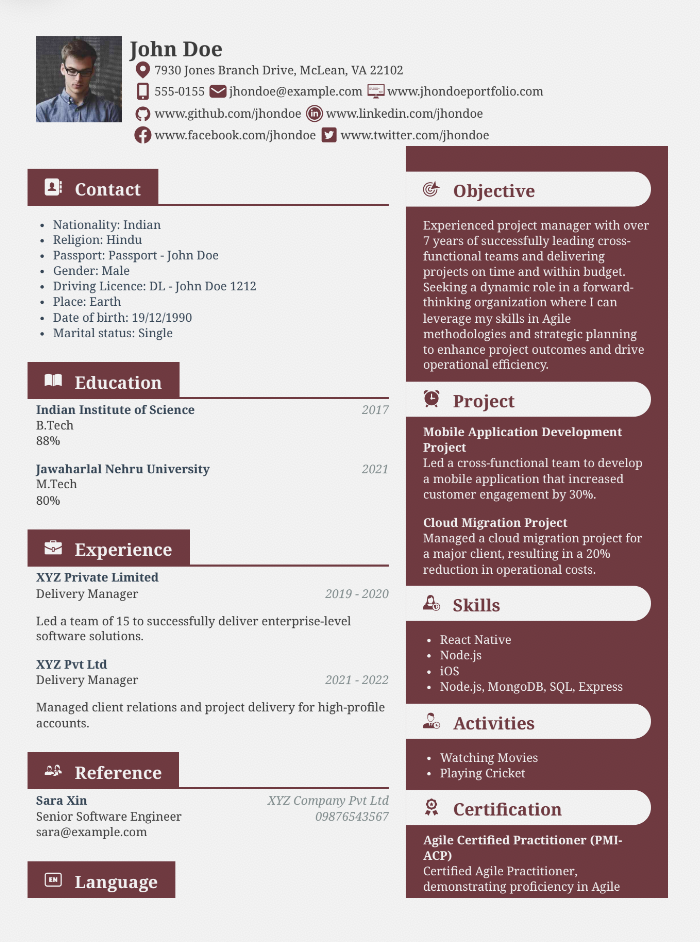 John Doe
7930 Jones Branch Drive, McLean, VA 22102
555-0155 jhondoe@example.com www.jhondoeportfolio.com
www.github.com/jhondoe www.linkedin.com/jhondoe
www.facebook.com/jhondoe www.twitter.com/jhondoe
Contact
• Nationality: Indian
• Religion: Hindu
• Passport: Passport - John Doe
• Gender: Male
• Driving Licence: DL - John Doe 1212
• Place: Earth
• Date of birth: 19/12/1990
• Marital status: Single
Education
Indian Institute of Science 2017
B.Tech
88%
Jawaharlal Nehru University 2021
M.Tech
80%
Experience
XYZ Private Limited
Delivery Manager 2019 - 2020
Led a team of 15 to successfully deliver enterprise-level
software solutions.
XYZ Pvt Ltd
Delivery Manager 2021 - 2022
Managed client relations and project delivery for high-profile
accounts.
Reference
Sara Xin XYZ Company Pvt Ltd
Senior Software Engineer 09876543567
sara@example.com
EN
Language
Objective
Experienced project manager with over
7 years of successfully leading cross-
functional teams and delivering
projects on time and within budget.
Seeking a dynamic role in a forward-
thinking organization where I can
leverage my skills in Agile
methodologies and strategic planning
to enhance project outcomes and drive
operational efficiency.
Project
Mobile Application Development
Project
Led a cross-functional team to develop
a mobile application that increased
customer engagement by 30%.
Cloud Migration Project
Managed a cloud migration project for
a major client, resulting in a 20%
reduction in operational costs.
Skills
• React Native
• Node.js
• iOS
• Node.js, MongoDB, SQL, Express
Activities
• Watching Movies
• Playing Cricket
Certification
Agile Certified Practitioner (PMI-
ACP)
Certified Agile Practitioner,
demonstrating proficiency in Agile